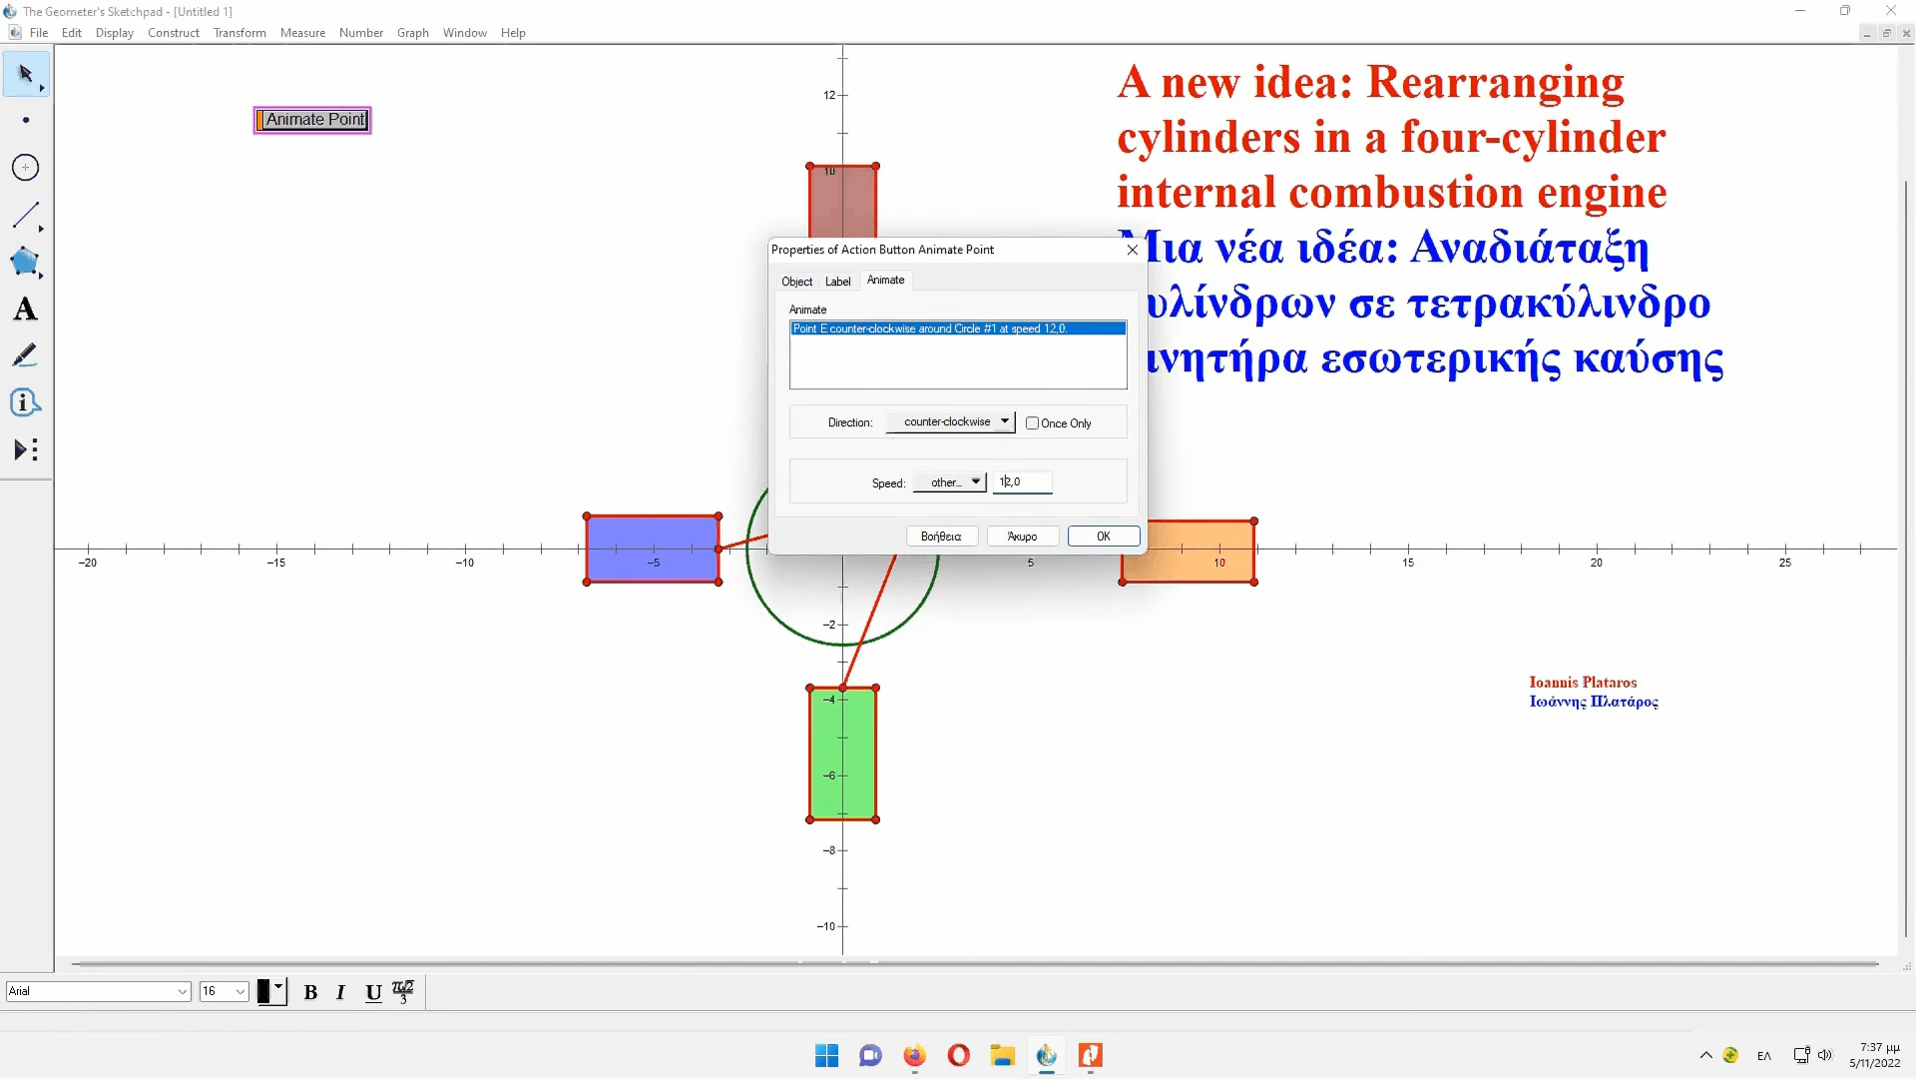 The Geometer's Sketchpad - [Untitled 1]
File Edit Display Construct Transform Measure Number Graph Window Help
Animate Point
A new idea: Rearranging
cylinders in a four-cylinder
internal combustion engine
Μια νέα ιδέα: Αναδιάταξη
υλίνδρων σε τετρακύλινδρο
ινητήρα εσωτερικής καύσης
12
10
Properties of Action Button Animate Point
Object Label Animate
Animate
Point E counter-clockwise around Circle #1 at speed 12,0.
Direction: counter-clockwise Once Only
Speed: other... 12,0
Βοήθεια Άκυρο OK
-20 -15 -10 -5 5 10 15 20 25
-2
-4
-6
-8
-10
Ioannis Plataros
Ιωάννης Πλατάρος
Arial 16 B I U
ΕΛ
7:37 μμ
5/11/2022